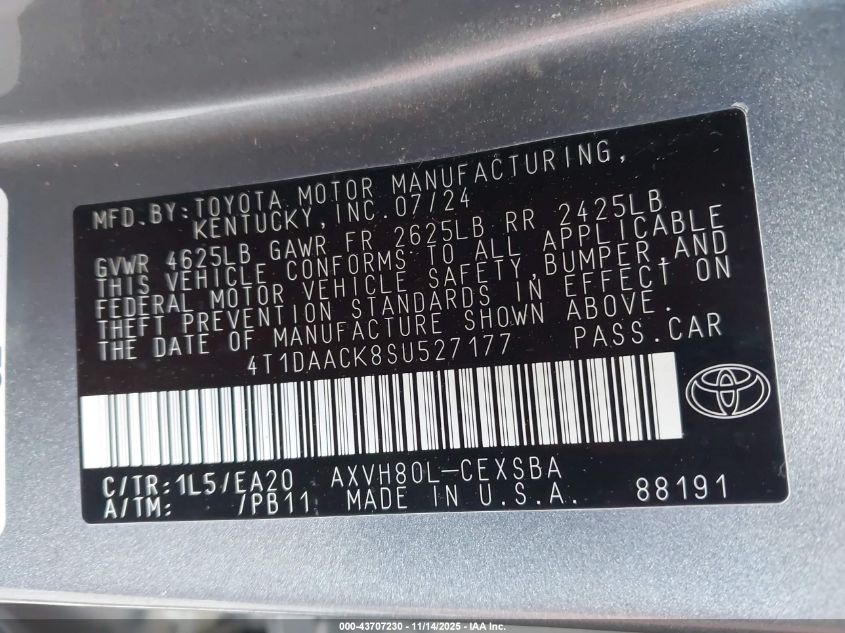 MFD.BY:TOYOTA MOTOR MANUFACTURING,
KENTUCKY,INC.07/24
GVWR 4625LB GAWR FR 2625LB RR 2425LB
THIS VEHICLE CONFORMS TO ALL APPLICABLE
FEDERAL MOTOR VEHICLE SAFETY,BUMPER,AND
THEFT PREVENTION STANDARDS IN EFFECT ON
THE DATE OF MANUFACTURE SHOWN ABOVE.
4T1DAACK8SU527177 PASS.CAR
C/TR:1L5/EA20 AXVH80L-CEXSBA
A/TM: /PB11 MADE IN U.S.A. 88191
000-43707230 - 11/14/2025 - IAA Inc.